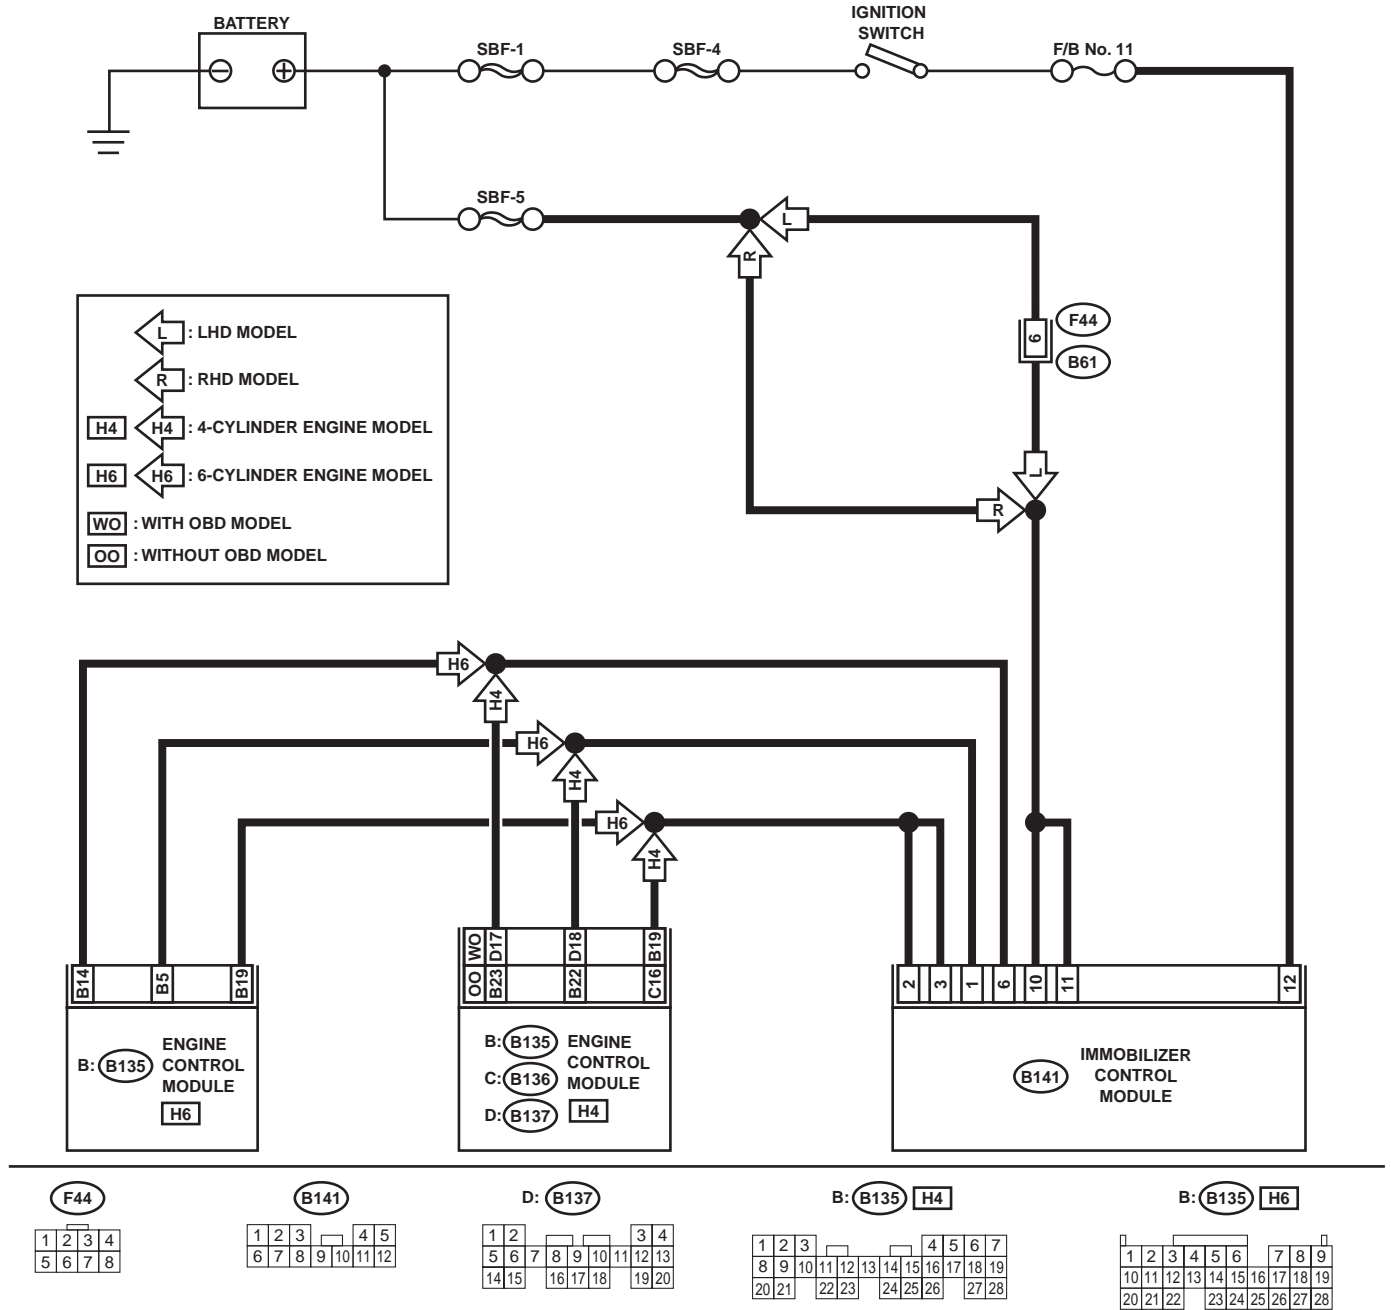 BATTERY
IGNITION
SWITCH
SBF-1
SBF-4
F/B No. 11
SBF-5
L
R
F44
6
B61
L
R
L : LHD MODEL
R : RHD MODEL
H4 H4 : 4-CYLINDER ENGINE MODEL
H6 H6 : 6-CYLINDER ENGINE MODEL
WO : WITH OBD MODEL
OO : WITHOUT OBD MODEL
H6
H4
H6
H4
H6
H4
WO D17 D18 B19
OO B23 B22 C16
B14 B5 B19
2 3 1 6 10 11 12
B: B135 ENGINE
CONTROL
MODULE
H6
B: B135 ENGINE
CONTROL
C: B136 MODULE
D: B137 H4
B141 IMMOBILIZER
CONTROL
MODULE
F44
1 2 3 4
5 6 7 8
B141
1 2 3 4 5
6 7 8 9 10 11 12
D: B137
1 2 3 4
5 6 7 8 9 10 11 12 13
14 15 16 17 18 19 20
B: B135 H4
1 2 3 4 5 6 7
8 9 10 11 12 13 14 15 16 17 18 19
20 21 22 23 24 25 26 27 28
B: B135 H6
1 2 3 4 5 6 7 8 9
10 11 12 13 14 15 16 17 18 19
20 21 22 23 24 25 26 27 28